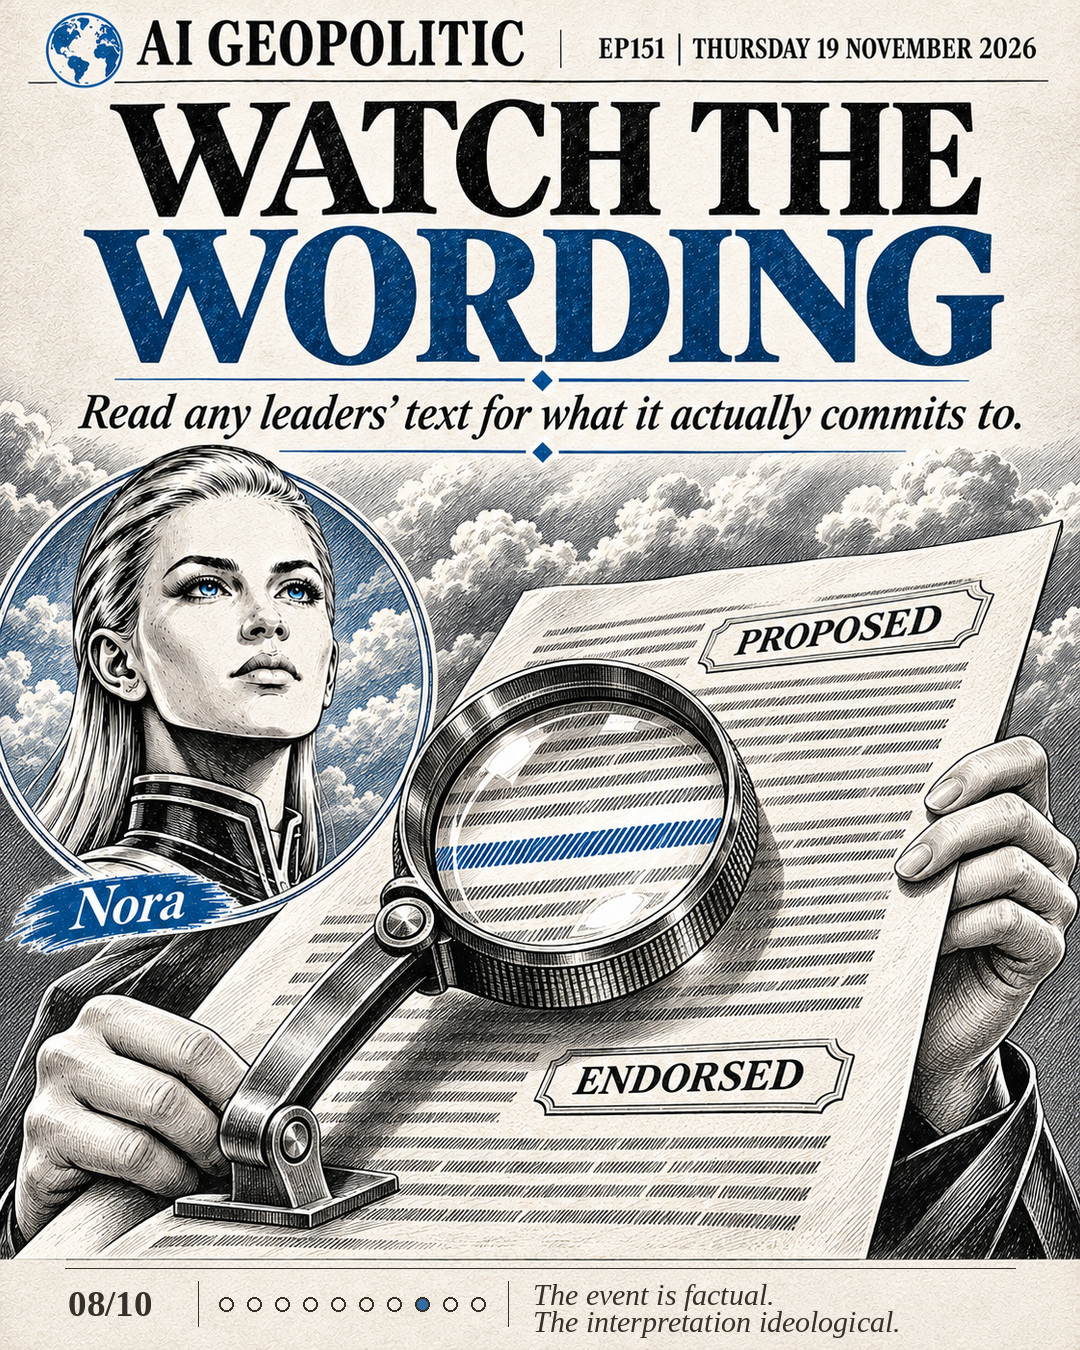 AI GEOPOLITIC
EP151 | THURSDAY 19 NOVEMBER 2026
WATCH THE
WORDING
Read any leaders' text for what it actually commits to.
PROPOSED
Nora
ENDORSED
08/10
The event is factual.
The interpretation ideological.